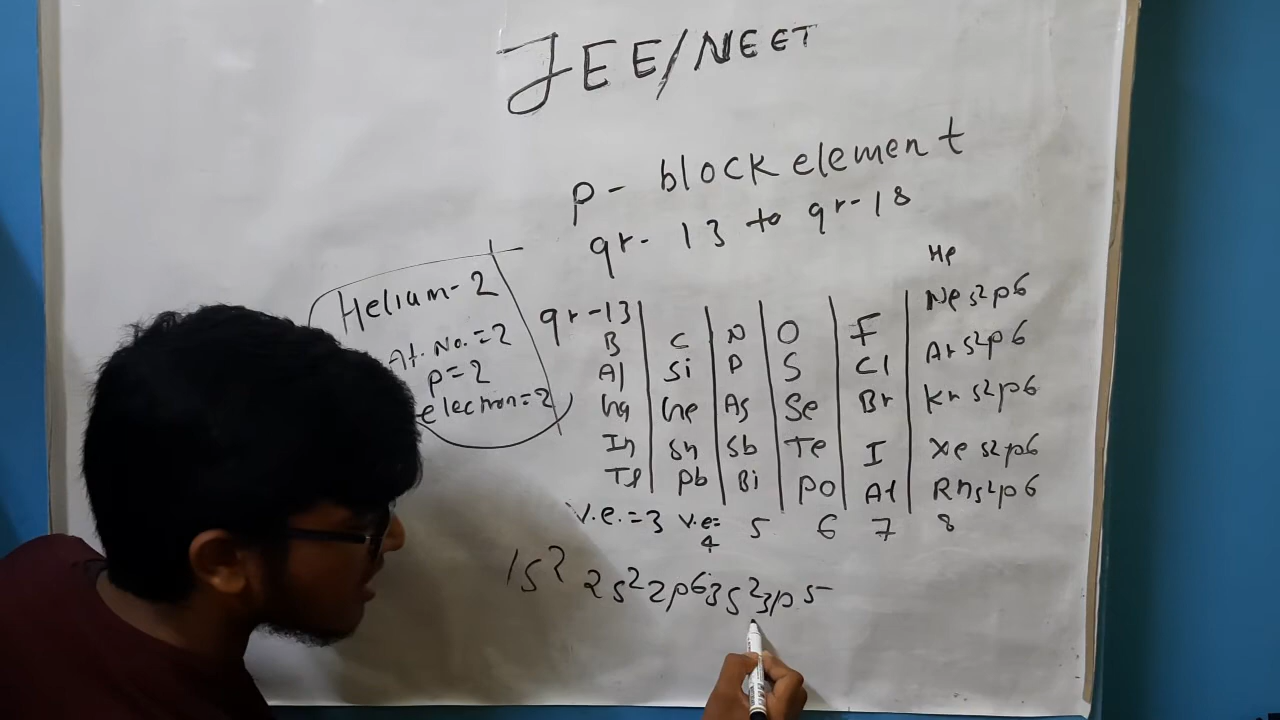 JEE/NEET
p- block element
gr- 13 to gr-18
Helium-2
At. No.=2
p=2
electron=2
He
gr-13 Ne s2p6
B C N O F
Al Si P S Cl Ar s2p6
Ga Ge As Se Br Kr s2p6
In Sn Sb Te I Xe s2p6
Tl Pb Bi Po At Rn s2p6
v.e.=3 v.e=4 5 6 7 8
1s2 2s2 2p6 3s2 3p5